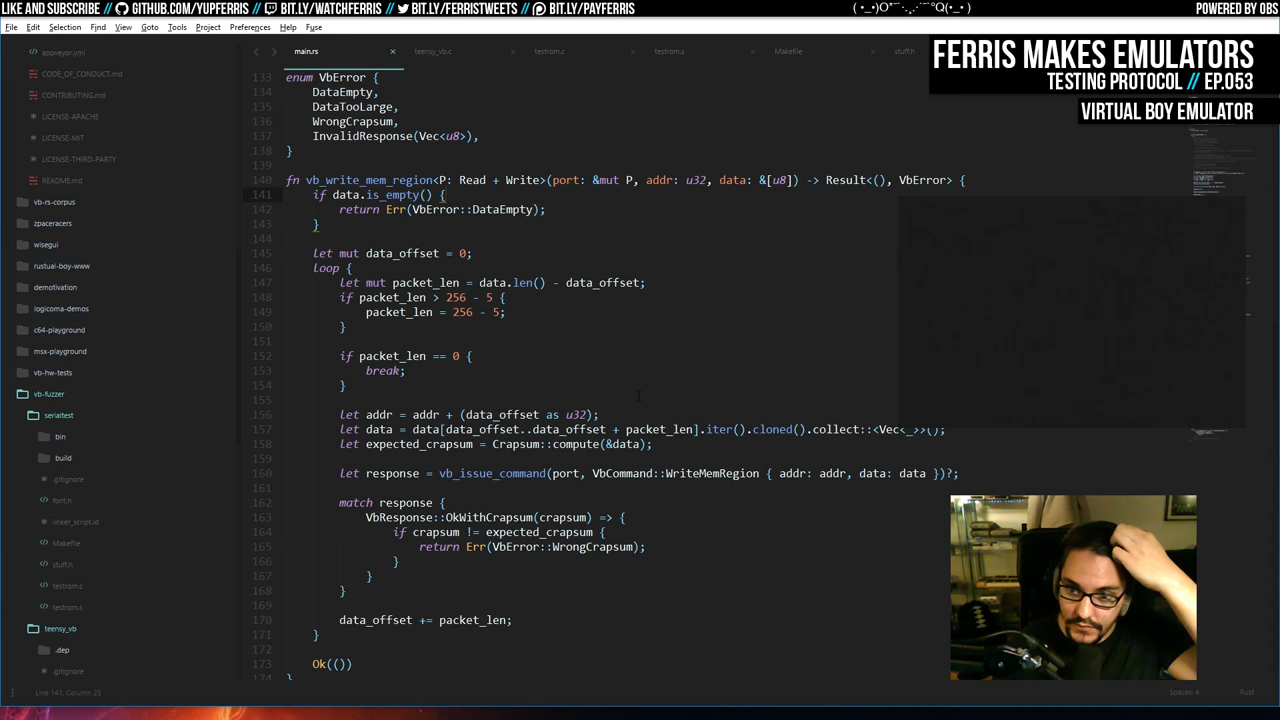 LIKE AND SUBSCRIBE // GITHUB.COM/YUPFERRIS // BIT.LY/WATCHFERRIS // BIT.LY/FERRISTWEETS // BIT.LY/PAYFERRIS
POWERED BY OBS
File Edit Selection Find View Goto Tools Project Preferences Help Fuse
main.rs teensy_vb.c testrom.c testrom.s Makefile stuff.h
FERRIS MAKES EMULATORS
TESTING PROTOCOL // EP.053
VIRTUAL BOY EMULATOR
appveyor.yml
CODE_OF_CONDUCT.md
CONTRIBUTING.md
LICENSE-APACHE
LICENSE-MIT
LICENSE-THIRD-PARTY
README.md
vb-rs-corpus
zpaceracers
wisegui
rustual-boy-www
demotivation
logicoma-demos
c64-playground
msx-playground
vb-hw-tests
vb-fuzzer
serialtest
bin
build
.gitignore
font.h
linker_script.ld
Makefile
stuff.h
testrom.c
testrom.s
teensy_vb
.dep
.gitignore
133 enum VbError {
134 DataEmpty,
135 DataTooLarge,
136 WrongCrapsum,
137 InvalidResponse(Vec<u8>),
138 }
139
140 fn vb_write_mem_region<P: Read + Write>(port: &mut P, addr: u32, data: &[u8]) -> Result<(), VbError> {
141 if data.is_empty() {
142 return Err(VbError::DataEmpty);
143 }
144
145 let mut data_offset = 0;
146 loop {
147 let mut packet_len = data.len() - data_offset;
148 if packet_len > 256 - 5 {
149 packet_len = 256 - 5;
150 }
151
152 if packet_len == 0 {
153 break;
154 }
155
156 let addr = addr + (data_offset as u32);
157 let data = data[data_offset..data_offset + packet_len].iter().cloned().collect::<Vec<_>>();
158 let expected_crapsum = Crapsum::compute(&data);
159
160 let response = vb_issue_command(port, VbCommand::WriteMemRegion { addr: addr, data: data })?;
161
162 match response {
163 VbResponse::OkWithCrapsum(crapsum) => {
164 if crapsum != expected_crapsum {
165 return Err(VbError::WrongCrapsum);
166 }
167 }
168 }
169
170 data_offset += packet_len;
171 }
172
173 Ok(())
174 }
Line 141, Column 25
Spaces: 4 Rust